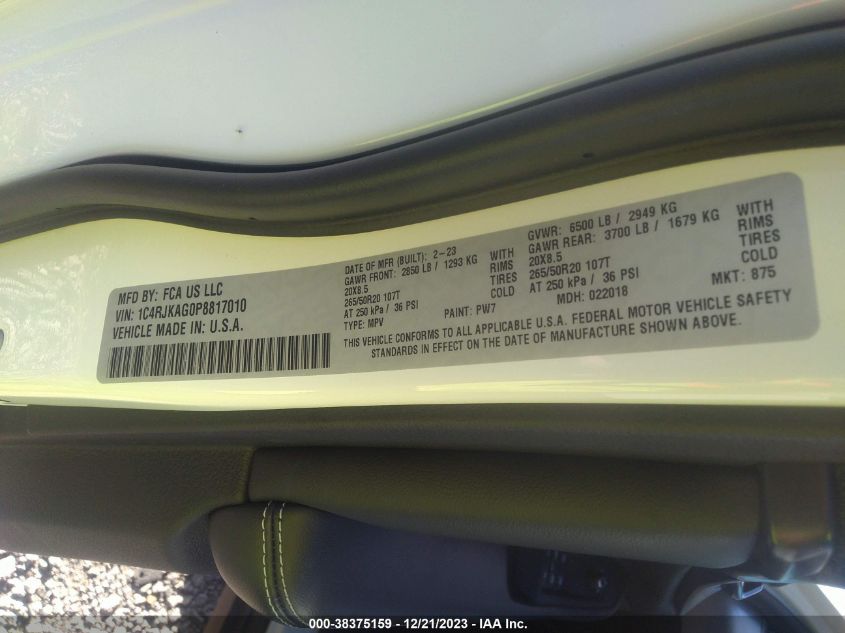 MFD BY: FCA US LLC
VIN: 1C4RJKAG0P8817010
VEHICLE MADE IN: U.S.A.
DATE OF MFR (BUILT): 2-23
GAWR FRONT: 2850 LB / 1293 KG WITH
20X8.5 RIMS
265/50R20 107T TIRES
AT 250 kPa / 36 PSI COLD
TYPE: MPV PAINT: PW7
GVWR: 6500 LB / 2949 KG
GAWR REAR: 3700 LB / 1679 KG WITH
20X8.5 RIMS
265/50R20 107T TIRES
AT 250 kPa / 36 PSI COLD
MDH: 022018 MKT: 875
THIS VEHICLE CONFORMS TO ALL APPLICABLE U.S.A. FEDERAL MOTOR VEHICLE SAFETY
STANDARDS IN EFFECT ON THE DATE OF MANUFACTURE SHOWN ABOVE.
000-38375159 - 12/21/2023 - IAA Inc.